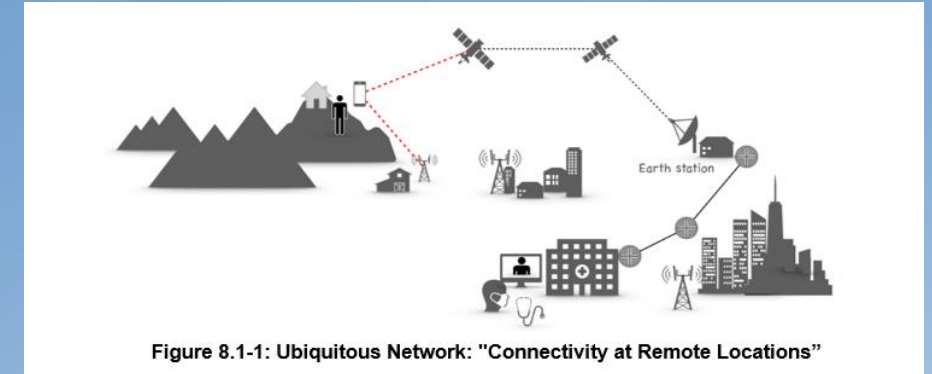 Earth station
Figure 8.1-1: Ubiquitous Network: "Connectivity at Remote Locations”